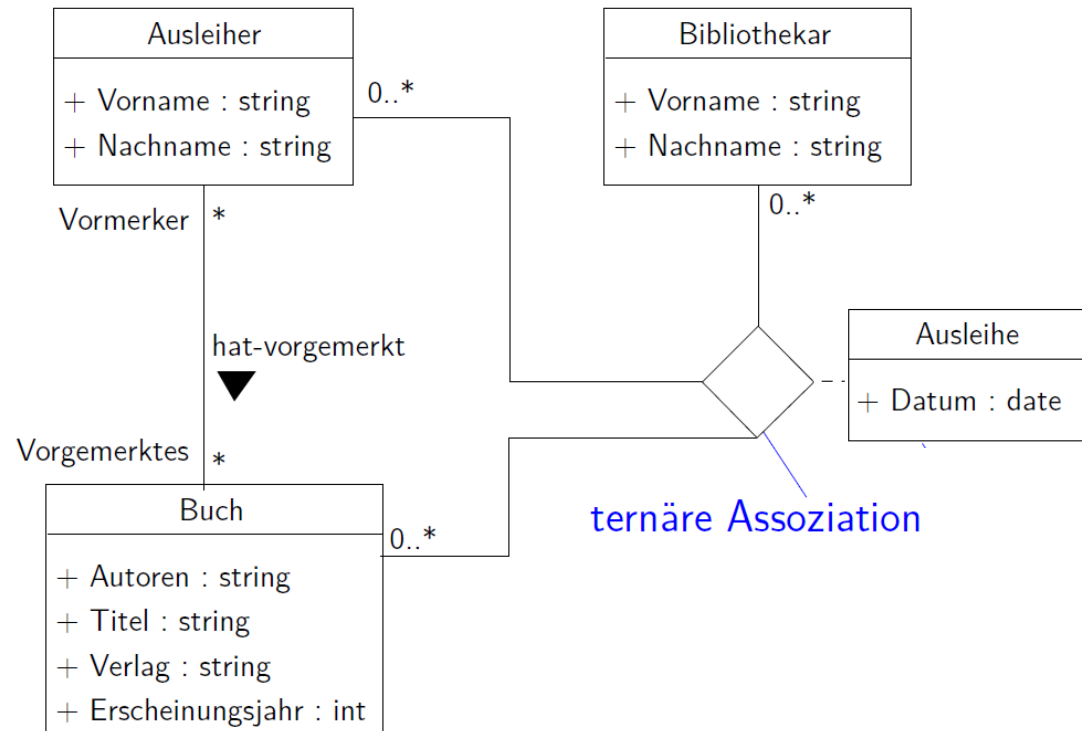 Ausleiher
+ Vorname : string
+ Nachname : string
0..*
Bibliothekar
+ Vorname : string
+ Nachname : string
0..*
Vormerker *
hat-vorgemerkt
Vorgemerktes *
Ausleihe
+ Datum : date
ternäre Assoziation
Buch
0..*
+ Autoren : string
+ Titel : string
+ Verlag : string
+ Erscheinungsjahr : int